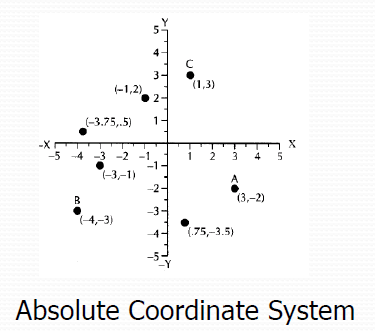 Y
5
4
C
3
(1,3)
(–1,2)
2
(–3.75,.5)
1
–X
X
–5 –4 –3 –2 –1 1 2 3 4 5
–1
(–3,–1)
A
–2
(3,–2)
B
–3
(–4,–3)
–4
(.75,–3.5)
–5
–Y
Absolute Coordinate System